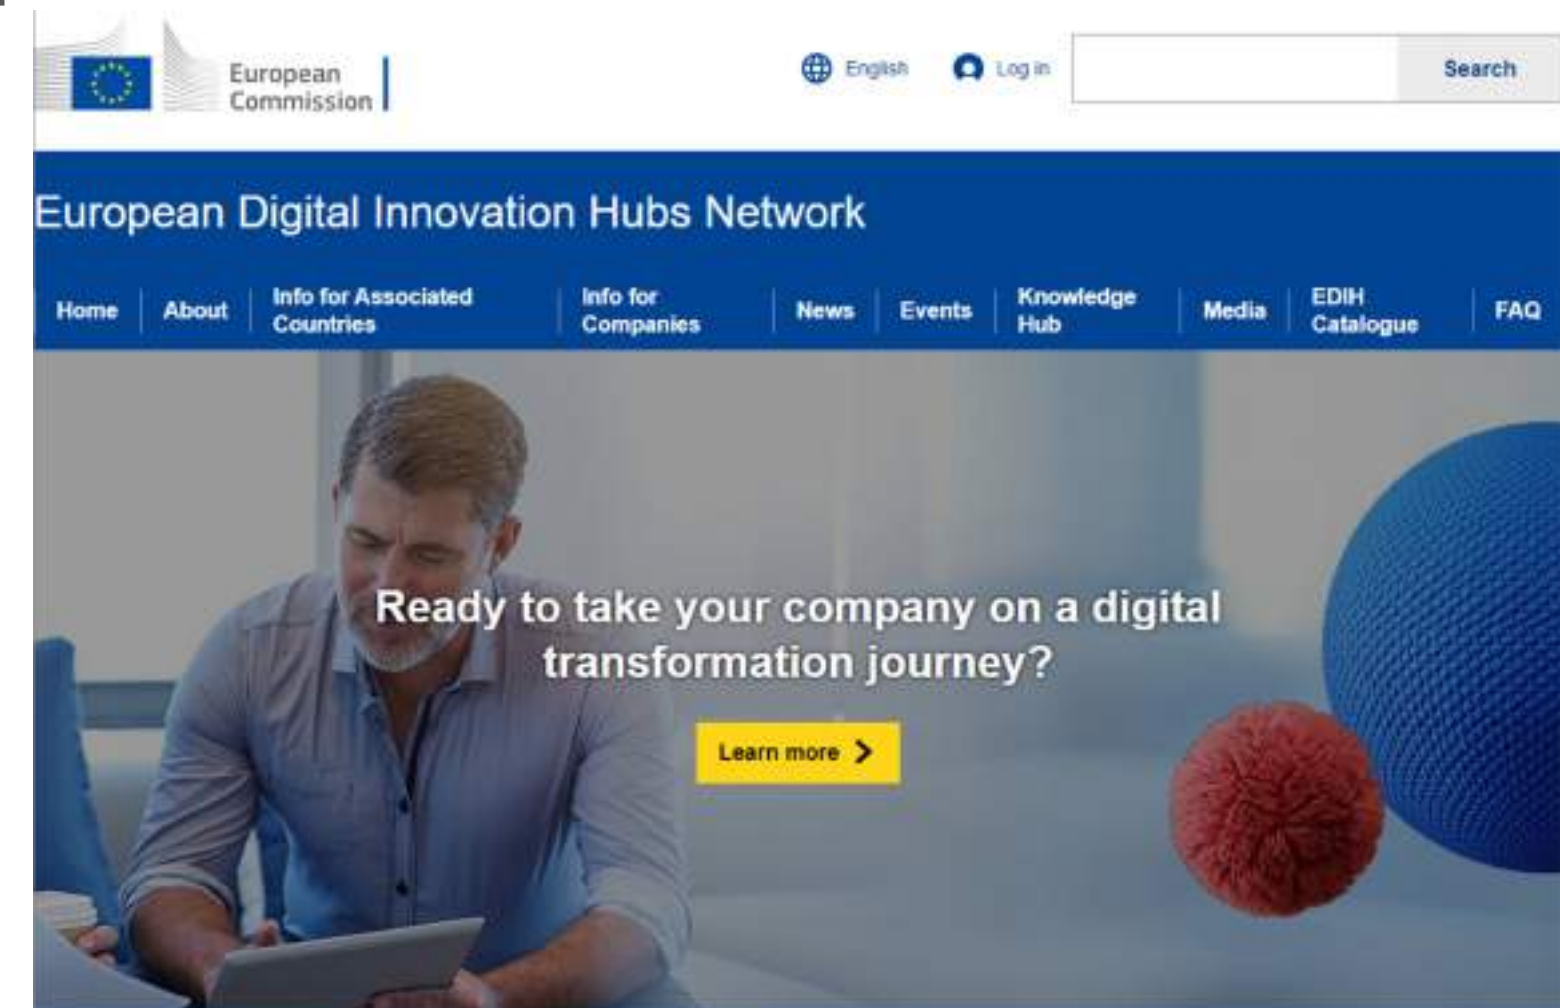 European
Commission
English
Log in
Search
European Digital Innovation Hubs Network
Home
About
Info for Associated
Countries
Info for
Companies
News
Events
Knowledge
Hub
Media
EDIH
Catalogue
FAQ
Ready to take your company on a digital
transformation journey?
Learn more